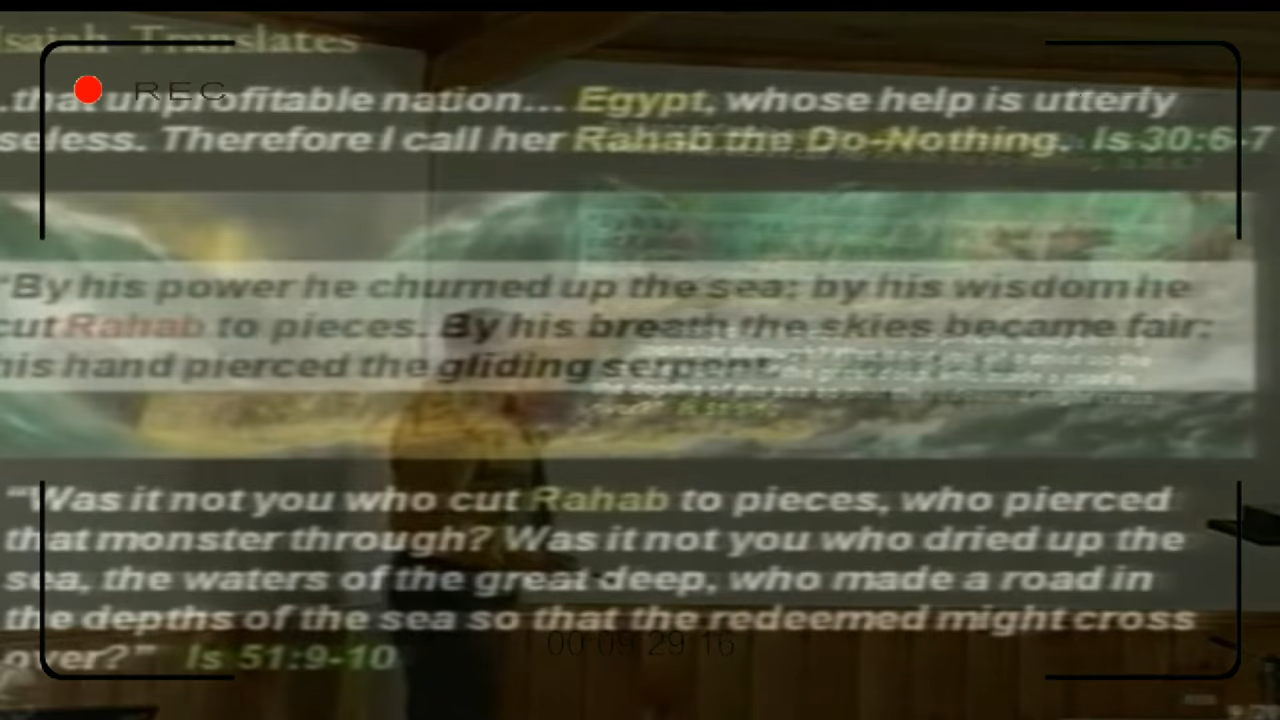 Isaiah Translates
REC
...that unprofitable nation... Egypt, whose help is utterly
seless. Therefore I call her Rahab the Do-Nothing. Is 30:6-7
"By his power he churned up the sea; by his wisdom he
cut Rahab to pieces. By his breath the skies became fair;
his hand pierced the gliding serpent.
"Was it not you who cut Rahab to pieces, who pierced
that monster through? Was it not you who dried up the
sea, the waters of the great deep, who made a road in
the depths of the sea so that the redeemed might cross
over?" Is 51:9-10
00:09:29:16